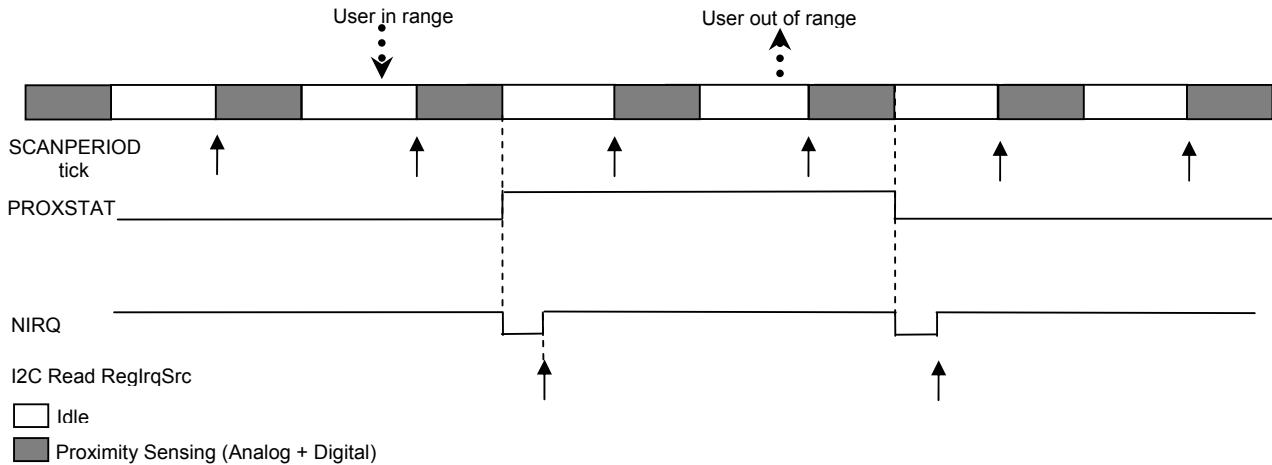 User in range
User out of range
SCANPERIOD
tick
PROXSTAT
NIRQ
I2C Read RegIrqSrc
Idle
Proximity Sensing (Analog + Digital)